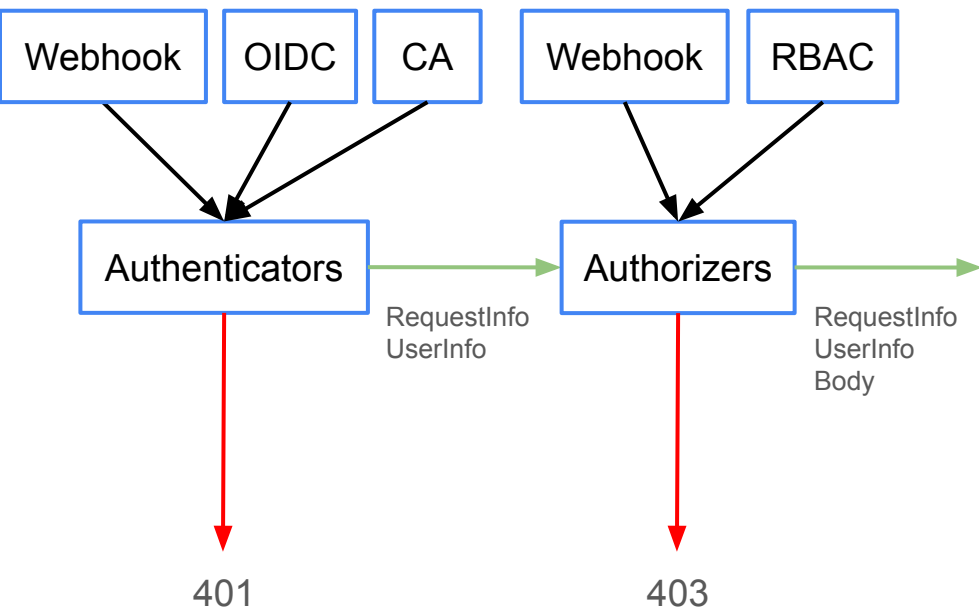 Webhook
OIDC
CA
Webhook
RBAC
Authenticators
Authorizers
RequestInfo
UserInfo
RequestInfo
UserInfo
Body
401
403